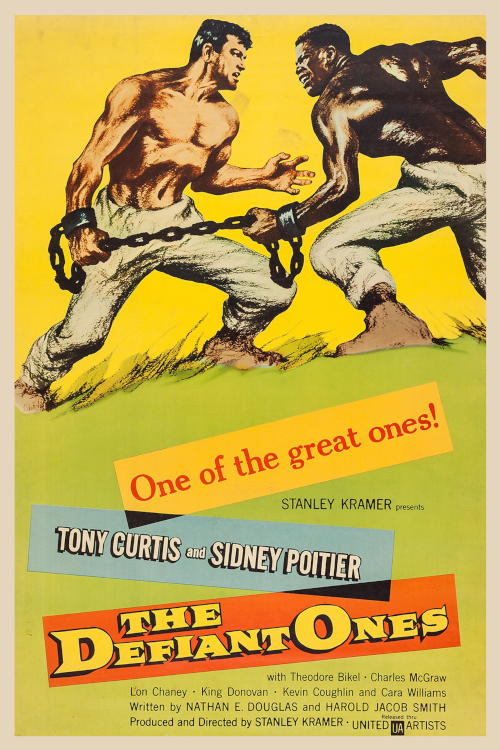 One of the great ones!
STANLEY KRAMER presents
TONY CURTIS and SIDNEY POITIER
THE
DEFIANT ONES
with Theodore Bikel · Charles McGraw
Lon Chaney · King Donovan · Kevin Coughlin and Cara Williams
Written by NATHAN E. DOUGLAS and HAROLD JACOB SMITH
Produced and Directed by STANLEY KRAMER · Released thru UNITED UA ARTISTS